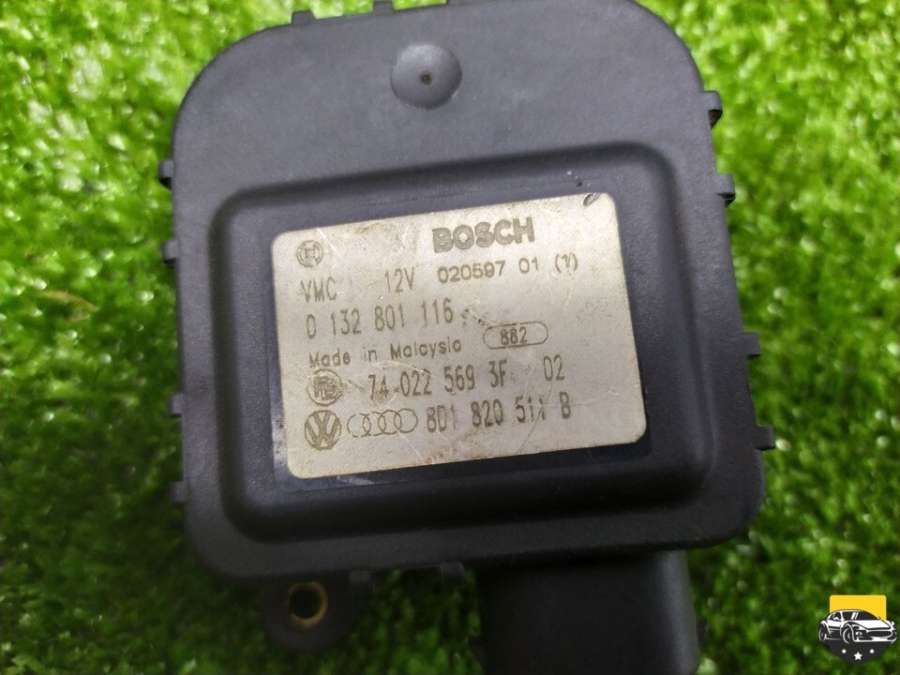 BOSCH
VMC 12V 020597 01 (1)
0 132 801 116
Made in Malaysia 882
74 022 569 3F 02
8D1 820 511 B